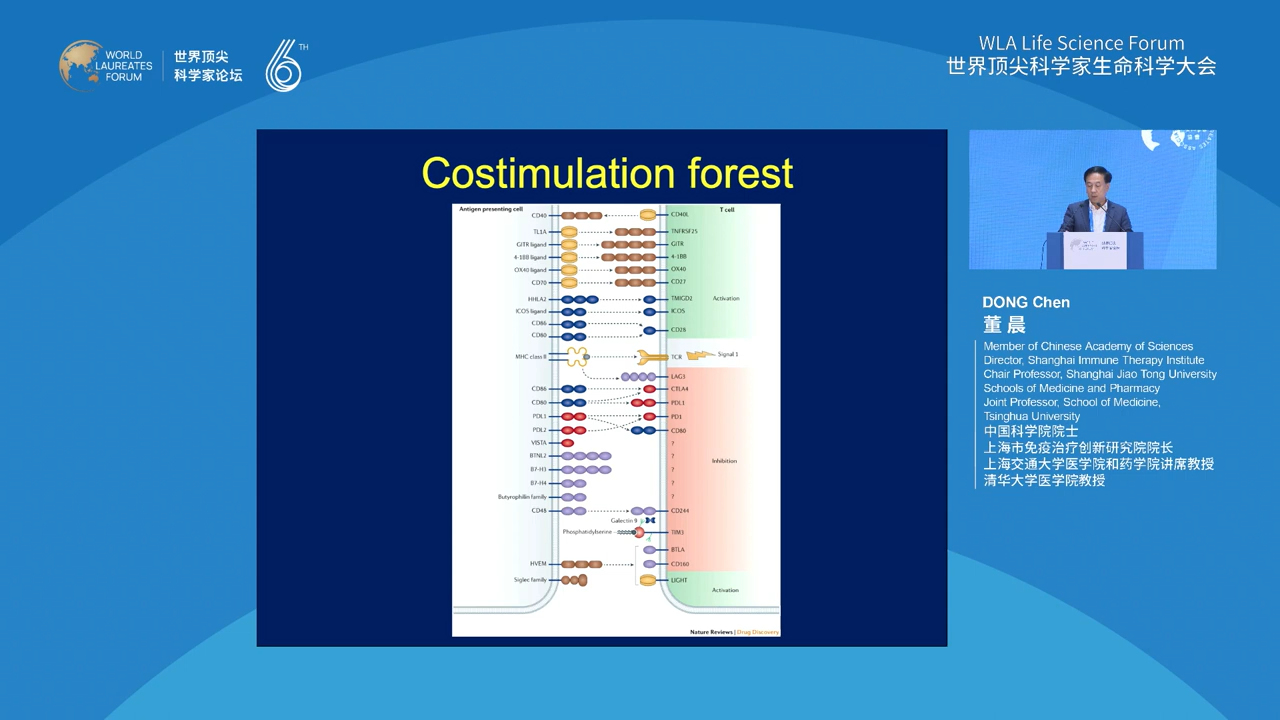 WORLD
LAUREATES
FORUM
世界顶尖
科学家论坛
6TH
WLA Life Science Forum
世界顶尖科学家生命科学大会
Costimulation forest
Antigen presenting cell
T cell
CD40
CD40L
TL1A
TNFRSF25
GITR ligand
GITR
4-1BB ligand
4-1BB
OX40 ligand
OX40
CD70
CD27
HHLA2
TMIGD2
Activation
ICOS ligand
ICOS
CD86
CD28
CD80
MHC class II
TCR
Signal 1
LAG3
CD86
CTLA4
CD80
PDL1
PDL1
PD1
PDL2
CD80
VISTA
?
BTNL2
?
Inhibition
B7-H3
?
B7-H4
?
Butyrophilin family
?
CD48
CD244
Galectin 9
Phosphatidylserine
TIM3
BTLA
HVEM
CD160
Siglec family
LIGHT
Activation
Nature Reviews | Drug Discovery
DONG Chen
董 晨
Member of Chinese Academy of Sciences
Director, Shanghai Immune Therapy Institute
Chair Professor, Shanghai Jiao Tong University
Schools of Medicine and Pharmacy
Joint Professor, School of Medicine,
Tsinghua University
中国科学院院士
上海市免疫治疗创新研究院院长
上海交通大学医学院和药学院讲席教授
清华大学医学院教授